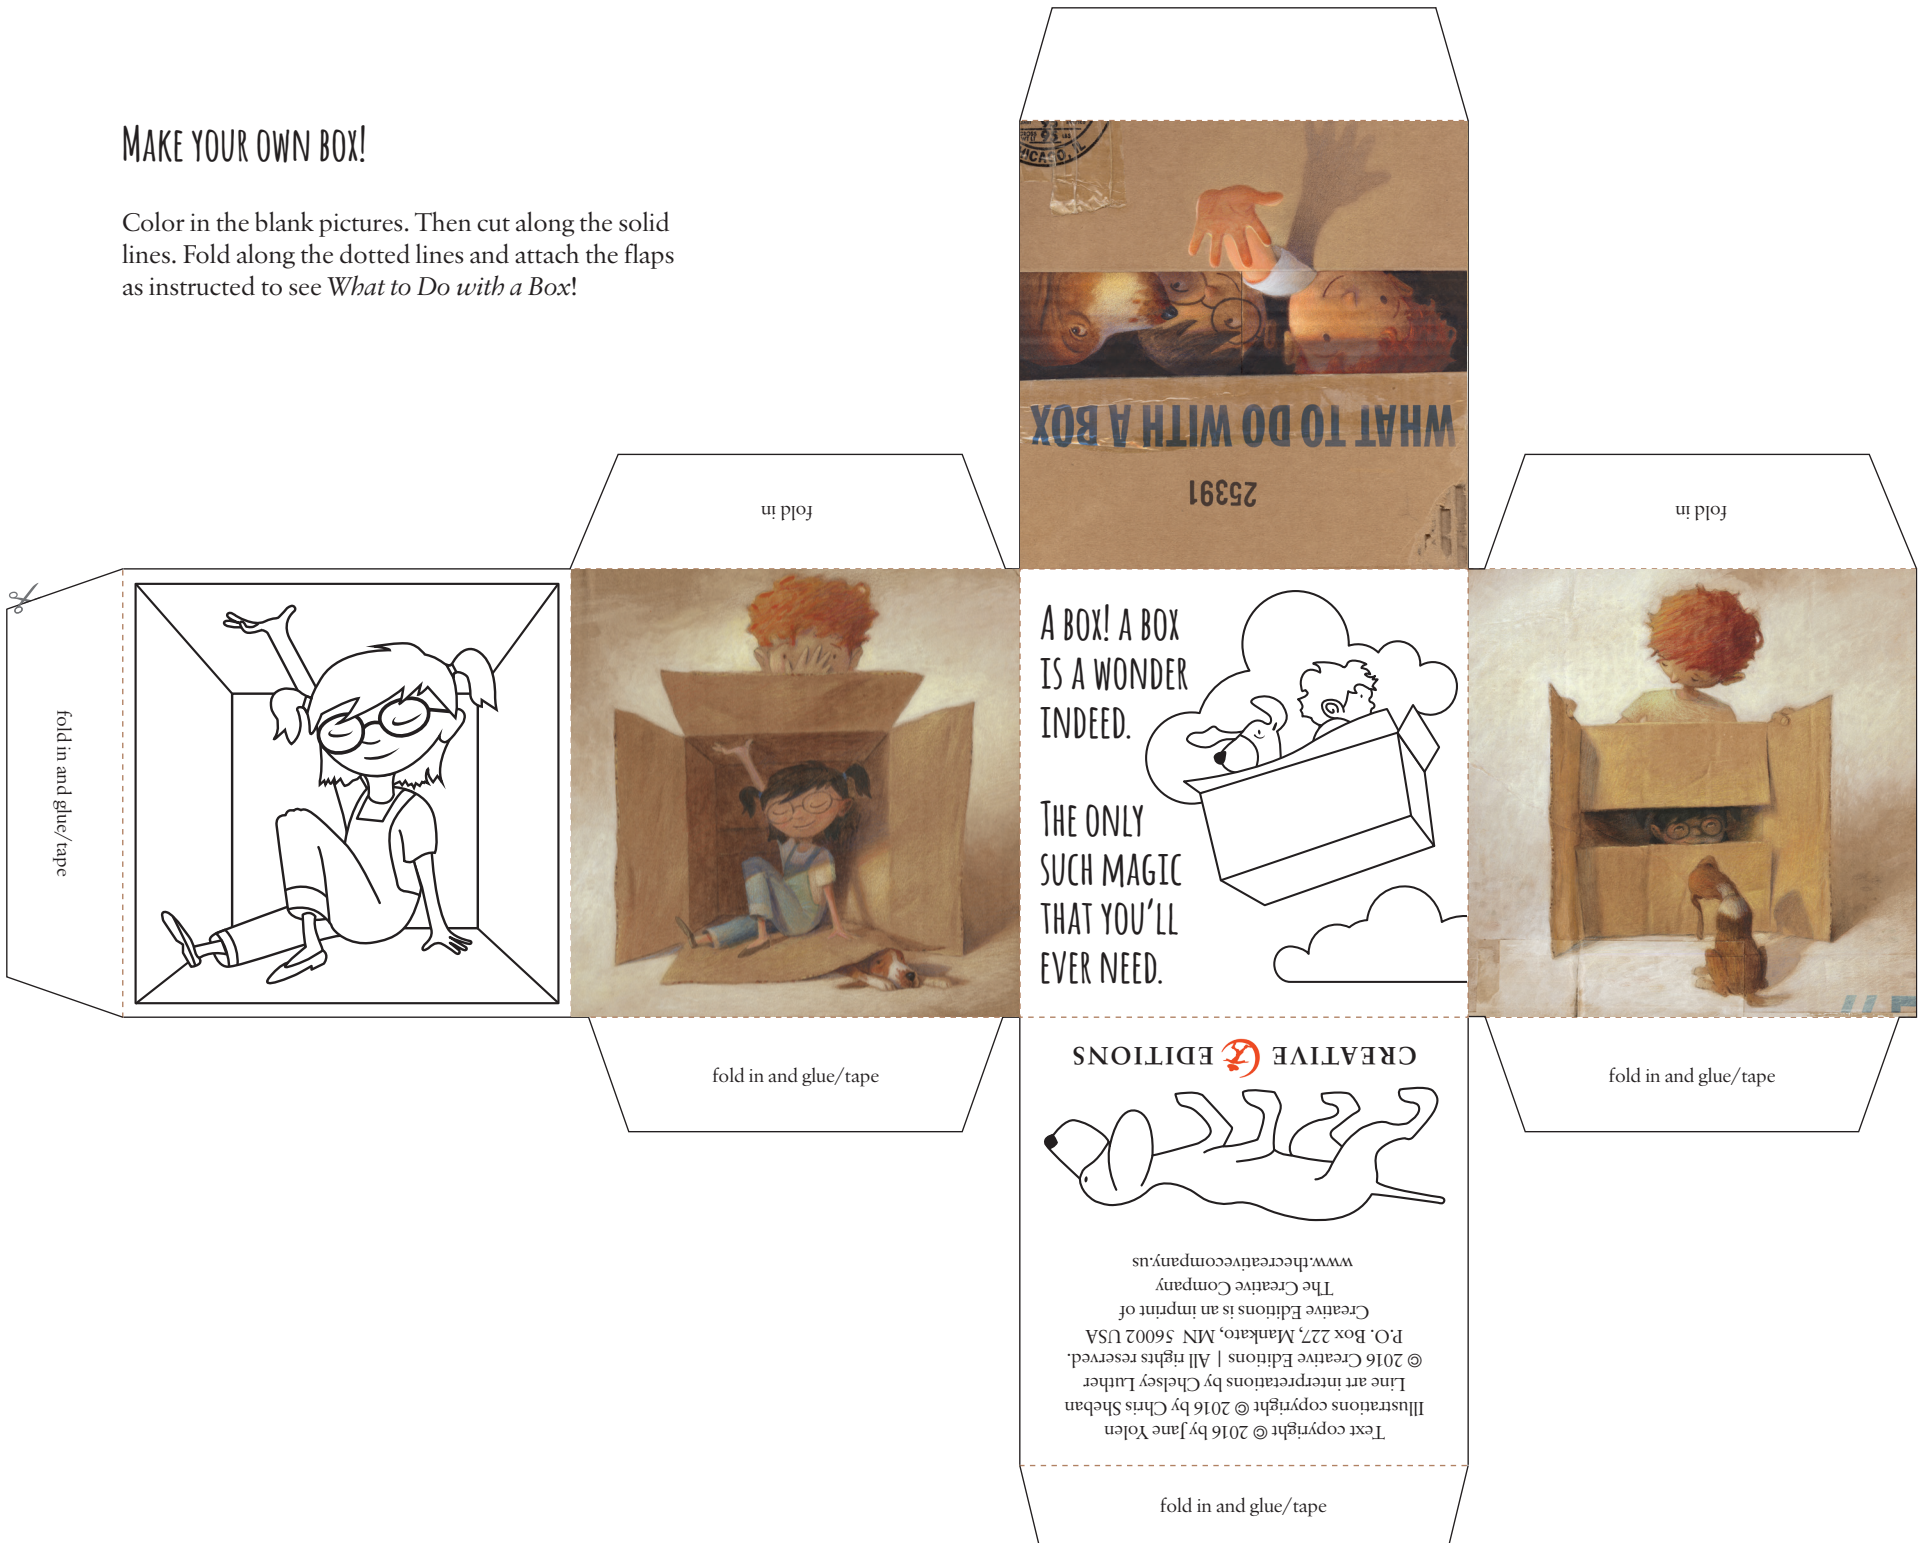 Make your own box!
Color in the blank pictures. Then cut along the solid
lines. Fold along the dotted lines and attach the flaps
as instructed to see What to Do with a Box!
CHICAGO, IL
WHAT TO DO WITH A BOX
25391
fold in
fold in
fold in and glue/tape
A box! A box
is a wonder
indeed.
The only
such magic
that you’ll
ever need.
fold in and glue/tape
fold in and glue/tape
CREATIVE EDITIONS
Text copyright © 2016 by Jane Yolen
Illustrations copyright © 2016 by Chris Sheban
Line art interpretations by Chelsey Luther
© 2016 Creative Editions | All rights reserved.
P.O. Box 227, Mankato, MN 56002 USA
Creative Editions is an imprint of
The Creative Company
www.thecreativecompany.us
fold in and glue/tape